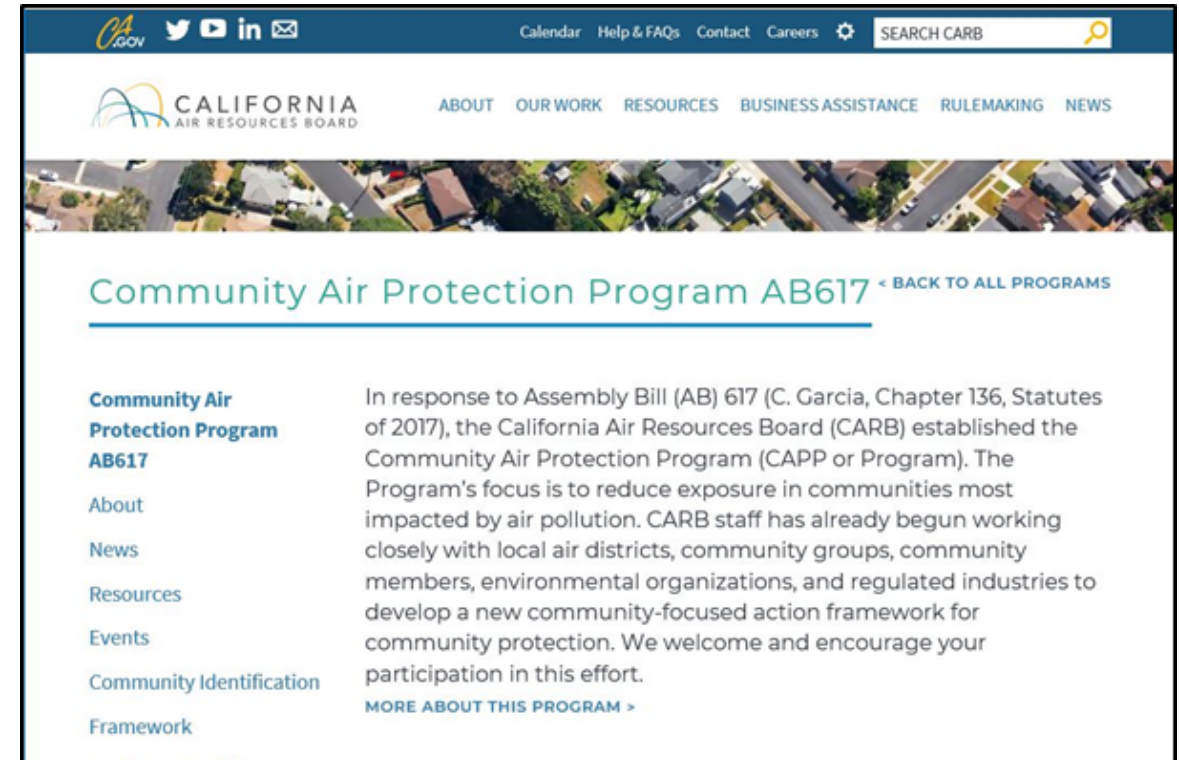 CA.GOV
Calendar Help & FAQs Contact Careers SEARCH CARB
CALIFORNIA
AIR RESOURCES BOARD
ABOUT OUR WORK RESOURCES BUSINESS ASSISTANCE RULEMAKING NEWS
Community Air Protection Program AB617
< BACK TO ALL PROGRAMS
Community Air
Protection Program
AB617
About
News
Resources
Events
Community Identification
Framework
In response to Assembly Bill (AB) 617 (C. Garcia, Chapter 136, Statutes
of 2017), the California Air Resources Board (CARB) established the
Community Air Protection Program (CAPP or Program). The
Program's focus is to reduce exposure in communities most
impacted by air pollution. CARB staff has already begun working
closely with local air districts, community groups, community
members, environmental organizations, and regulated industries to
develop a new community-focused action framework for
community protection. We welcome and encourage your
participation in this effort.
MORE ABOUT THIS PROGRAM >